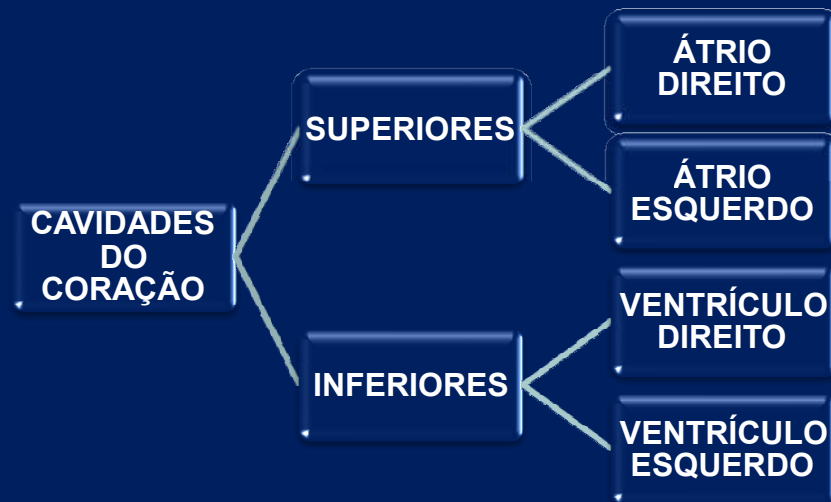 CAVIDADES
DO
CORAÇÃO
SUPERIORES
ÁTRIO
DIREITO
ÁTRIO
ESQUERDO
INFERIORES
VENTRÍCULO
DIREITO
VENTRÍCULO
ESQUERDO